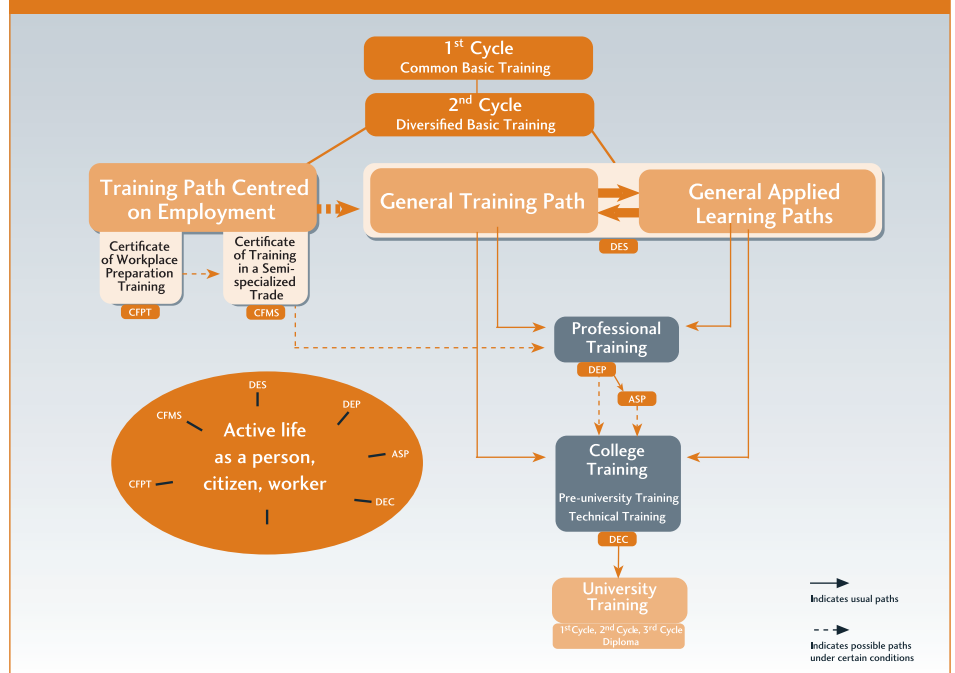 1st Cycle
Common Basic Training
2nd Cycle
Diversified Basic Training
Training Path Centred
on Employment
General Training Path
General Applied
Learning Paths
DES
Certificate
of Workplace
Preparation
Training
CFPT
Certificate
of Training
in a Semi-
specialized
Trade
CFMS
Professional
Training
DEP
ASP
College
Training
Pre-university Training
Technical Training
DEC
University
Training
1st Cycle, 2nd Cycle, 3rd Cycle
Diploma
DES
DEP
CFMS
ASP
CFPT
DEC
Active life
as a person,
citizen, worker
Indicates usual paths
Indicates possible paths
under certain conditions